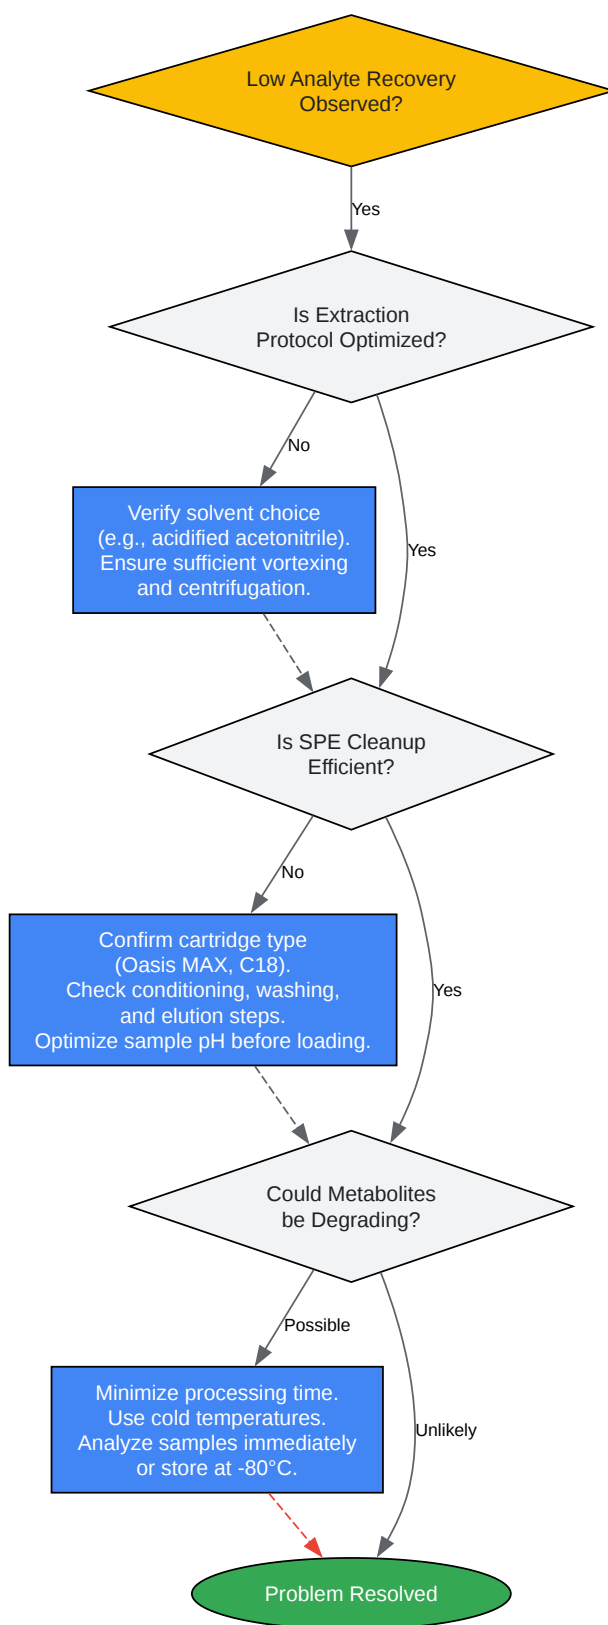 Low Analyte Recovery
Observed?
Yes
Is Extraction
Protocol Optimized?
No
Verify solvent choice
(e.g., acidified acetonitrile).
Ensure sufficient vortexing
and centrifugation.
Yes
Is SPE Cleanup
Efficient?
No
Confirm cartridge type
(Oasis MAX, C18).
Check conditioning, washing,
and elution steps.
Optimize sample pH before loading.
Yes
Could Metabolites
be Degrading?
Possible
Minimize processing time.
Use cold temperatures.
Analyze samples immediately
or store at -80°C.
Unlikely
Problem Resolved